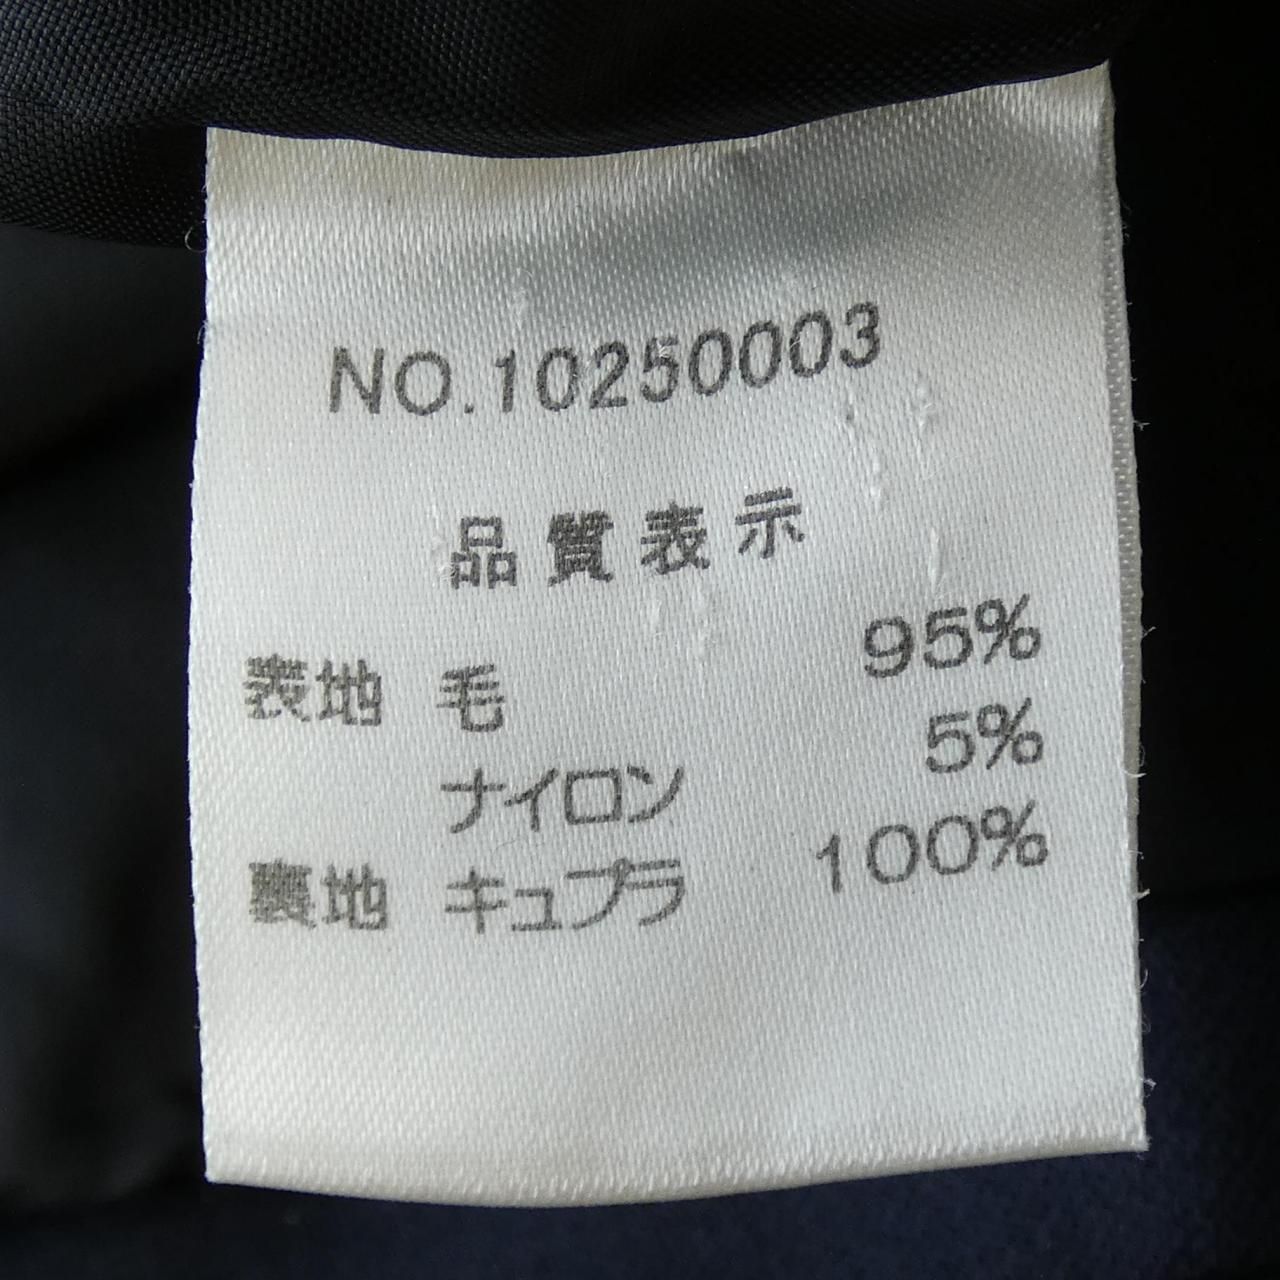 NO.10250003
品質表示
表地 毛 95%
ナイロン 5%
裏地 キュプラ 100%